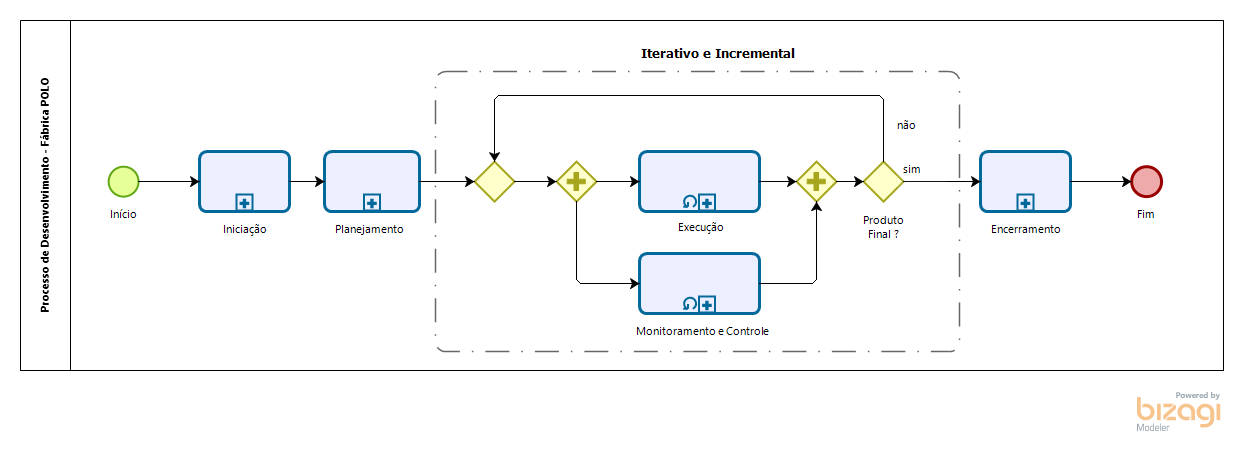 Processo de Desenvolvimento - Fábrica POLO
Iterativo e Incremental
não
sim
Início
Iniciação
Planejamento
Execução
Produto
Final ?
Encerramento
Fim
Monitoramento e Controle
Powered by
bizagi
Modeler